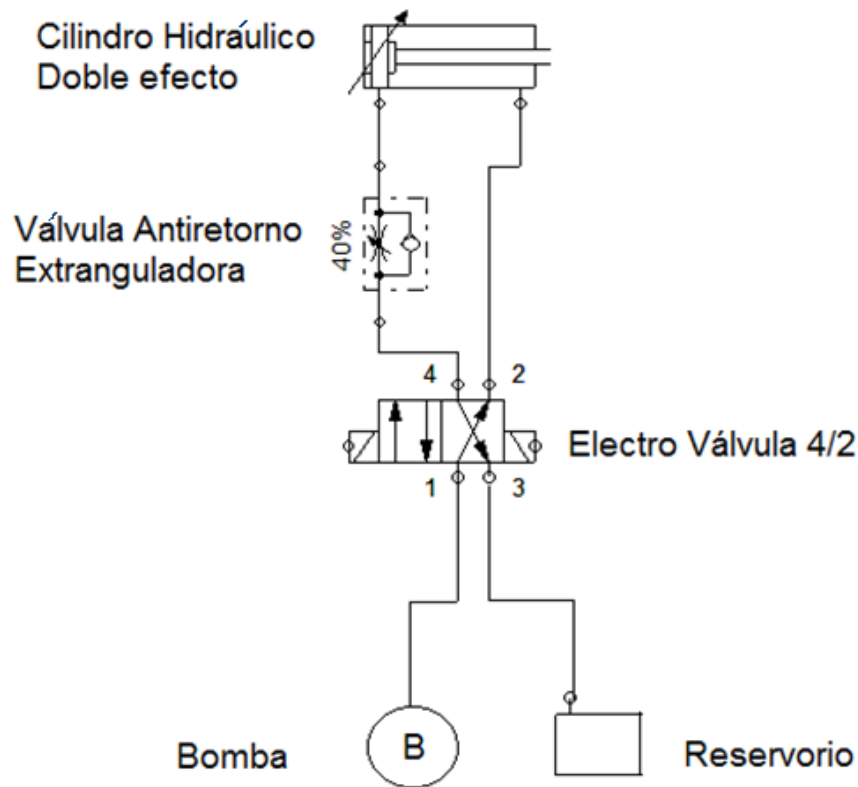 Cilindro Hidráulico
Doble efecto
Válvula Antiretorno
Extranguladora
40%
4
2
Electro Válvula 4/2
1
3
Bomba
B
Reservorio